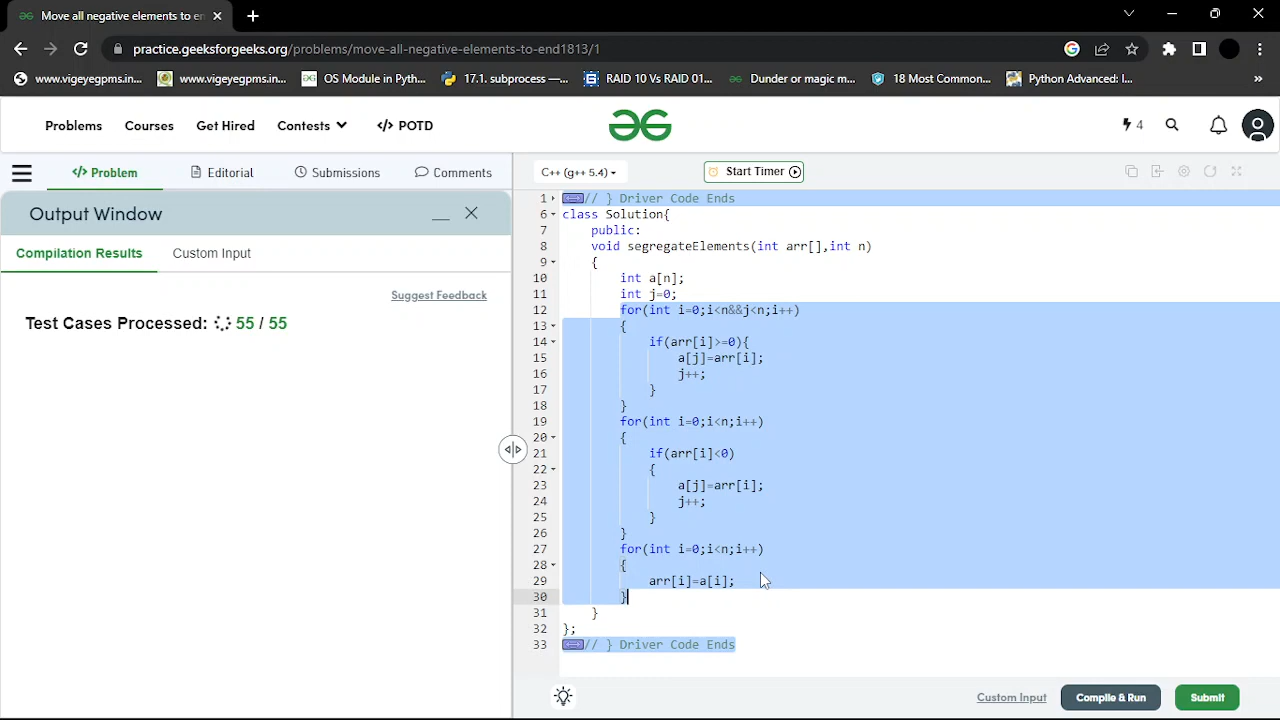 Move all negative elements to en
practice.geeksforgeeks.org/problems/move-all-negative-elements-to-end1813/1
www.vigeyegpms.in... www.vigeyegpms.in... OS Module in Pyth... 17.1. subprocess —... RAID 10 Vs RAID 01... Dunder or magic m... 18 Most Common... Python Advanced: I... »
Problems Courses Get Hired Contests </> POTD 4
</> Problem Editorial Submissions Comments
C++ (g++ 5.4) Start Timer
Output Window
Compilation Results Custom Input
Suggest Feedback
Test Cases Processed: 55 / 55
1 // } Driver Code Ends
6 class Solution{
7 public:
8 void segregateElements(int arr[],int n)
9 {
10 int a[n];
11 int j=0;
12 for(int i=0;i<n&&j<n;i++)
13 {
14 if(arr[i]>=0){
15 a[j]=arr[i];
16 j++;
17 }
18 }
19 for(int i=0;i<n;i++)
20 {
21 if(arr[i]<0)
22 {
23 a[j]=arr[i];
24 j++;
25 }
26 }
27 for(int i=0;i<n;i++)
28 {
29 arr[i]=a[i];
30 }
31 }
32 };
33 // } Driver Code Ends
Custom Input Compile & Run Submit